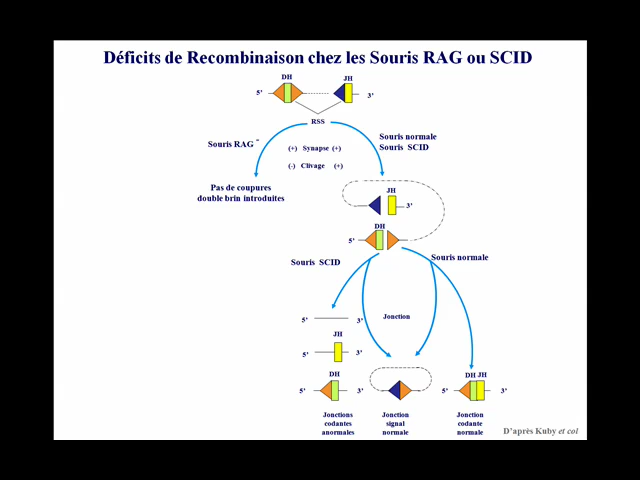 Déficits de Recombinaison chez les Souris RAG ou SCID
DH
JH
5’
3’
RSS
Souris RAG -
(+) Synapse (+)
Souris normale
Souris SCID
(-) Clivage (+)
Pas de coupures
double brin introduites
JH
3’
DH
5’
Souris SCID
Souris normale
5’
3’
Jonction
JH
5’
3’
DH
DH JH
5’
3’
5’
3’
Jonctions
codantes
anormales
Jonction
signal
normale
Jonction
codante
normale
D’après Kuby et col